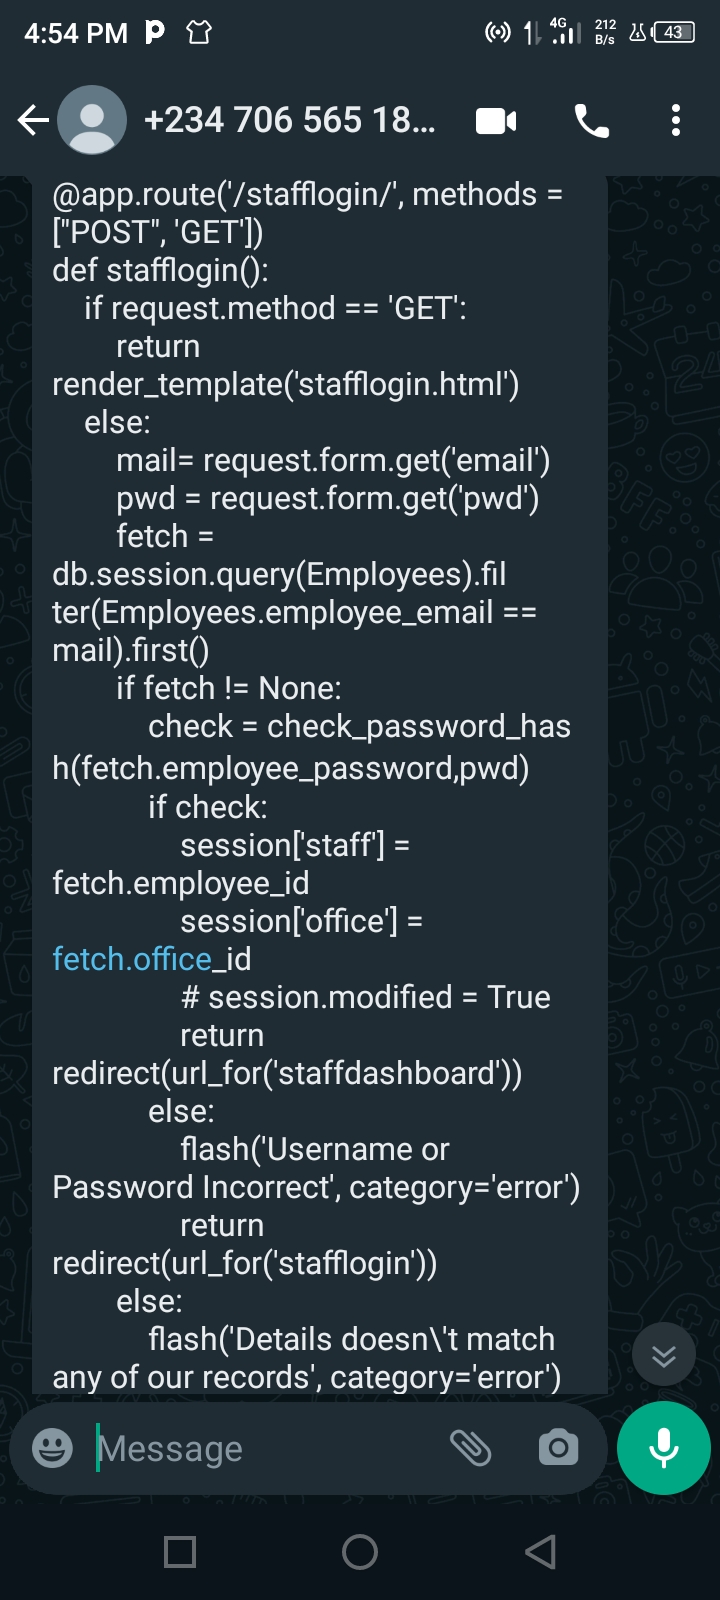 4:54 PM
4G
212
B/s
43
+234 706 565 18...
@app.route('/stafflogin/', methods =
["POST", 'GET'])
def stafflogin():
    if request.method == 'GET':
        return
render_template('stafflogin.html')
    else:
        mail= request.form.get('email')
        pwd = request.form.get('pwd')
        fetch =
db.session.query(Employees).fil
ter(Employees.employee_email ==
mail).first()
        if fetch != None:
            check = check_password_has
h(fetch.employee_password,pwd)
            if check:
                session['staff'] =
fetch.employee_id
                session['office'] =
fetch.office_id
                # session.modified = True
                return
redirect(url_for('staffdashboard'))
            else:
                flash('Username or
Password Incorrect', category='error')
                return
redirect(url_for('stafflogin'))
        else:
            flash('Details doesn\'t match
any of our records', category='error')
Message